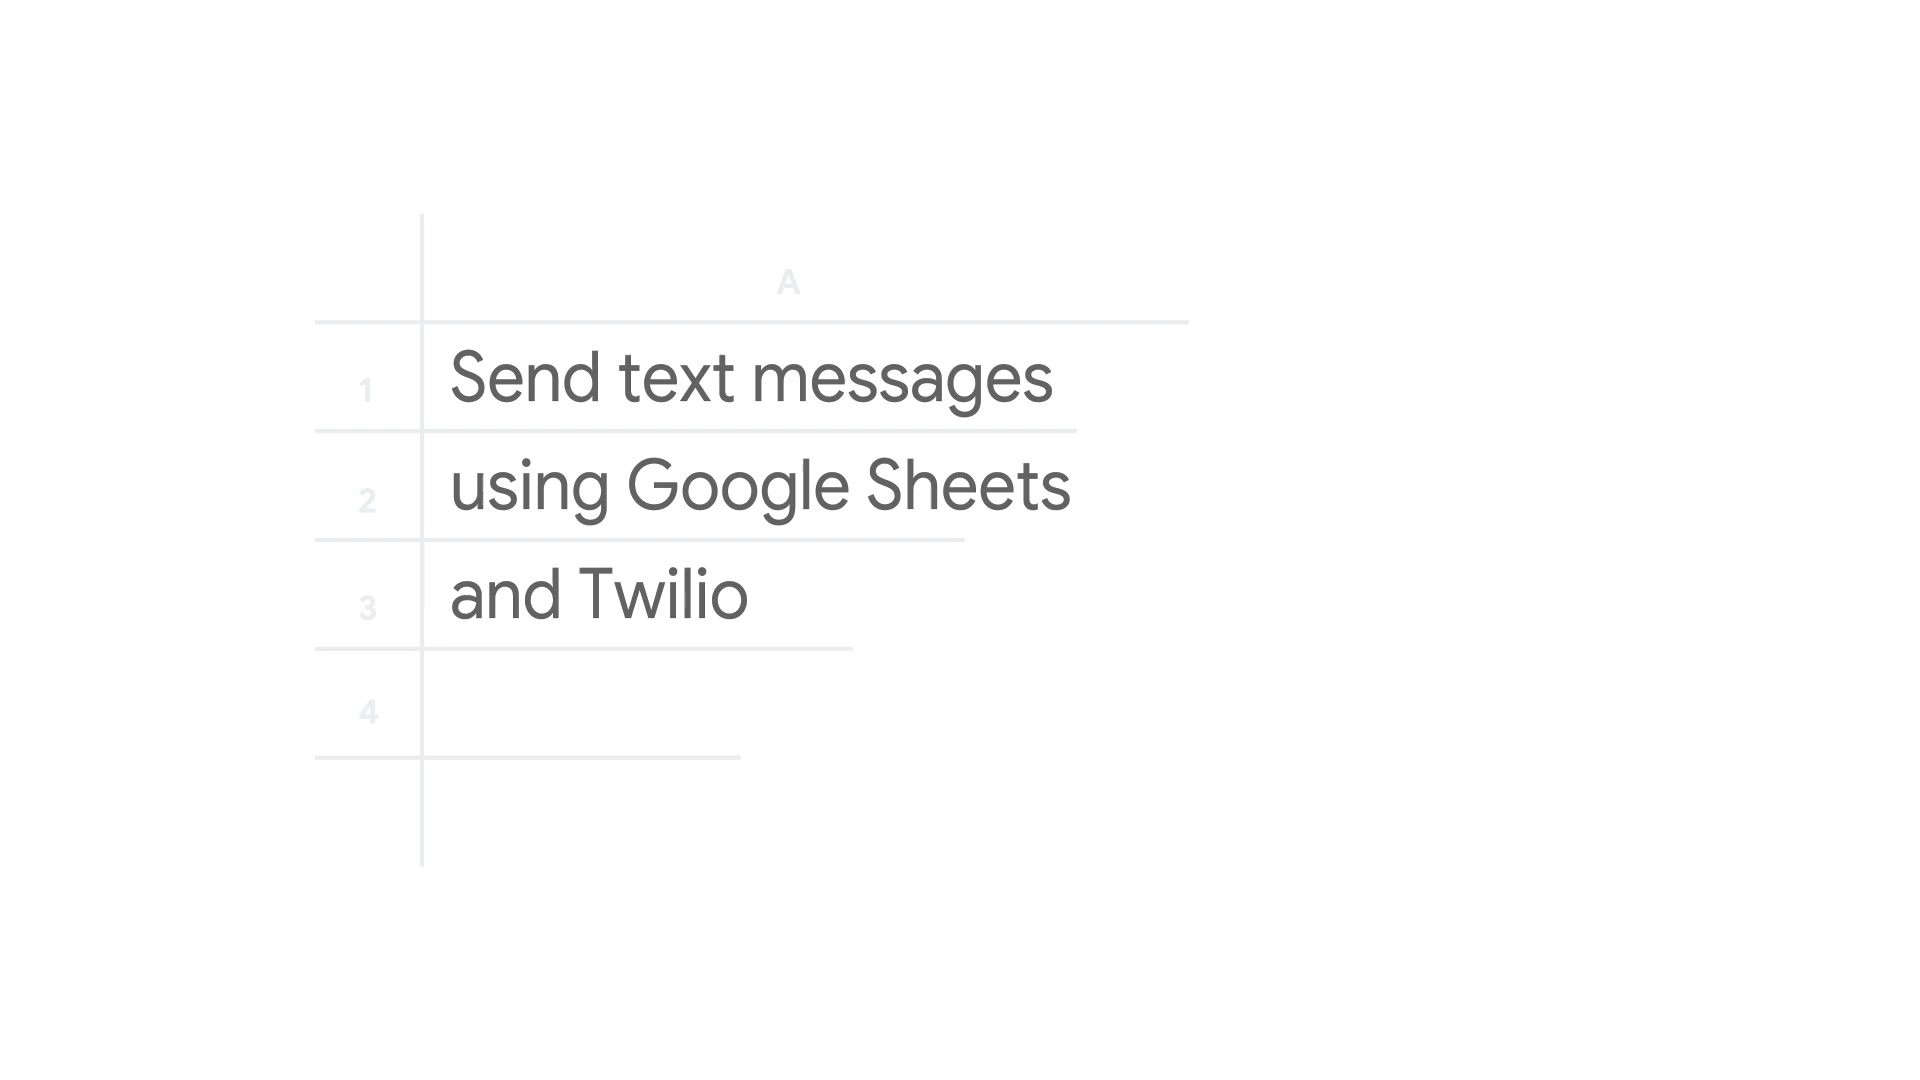 A
1 Send text messages
2 using Google Sheets
3 and Twilio
4